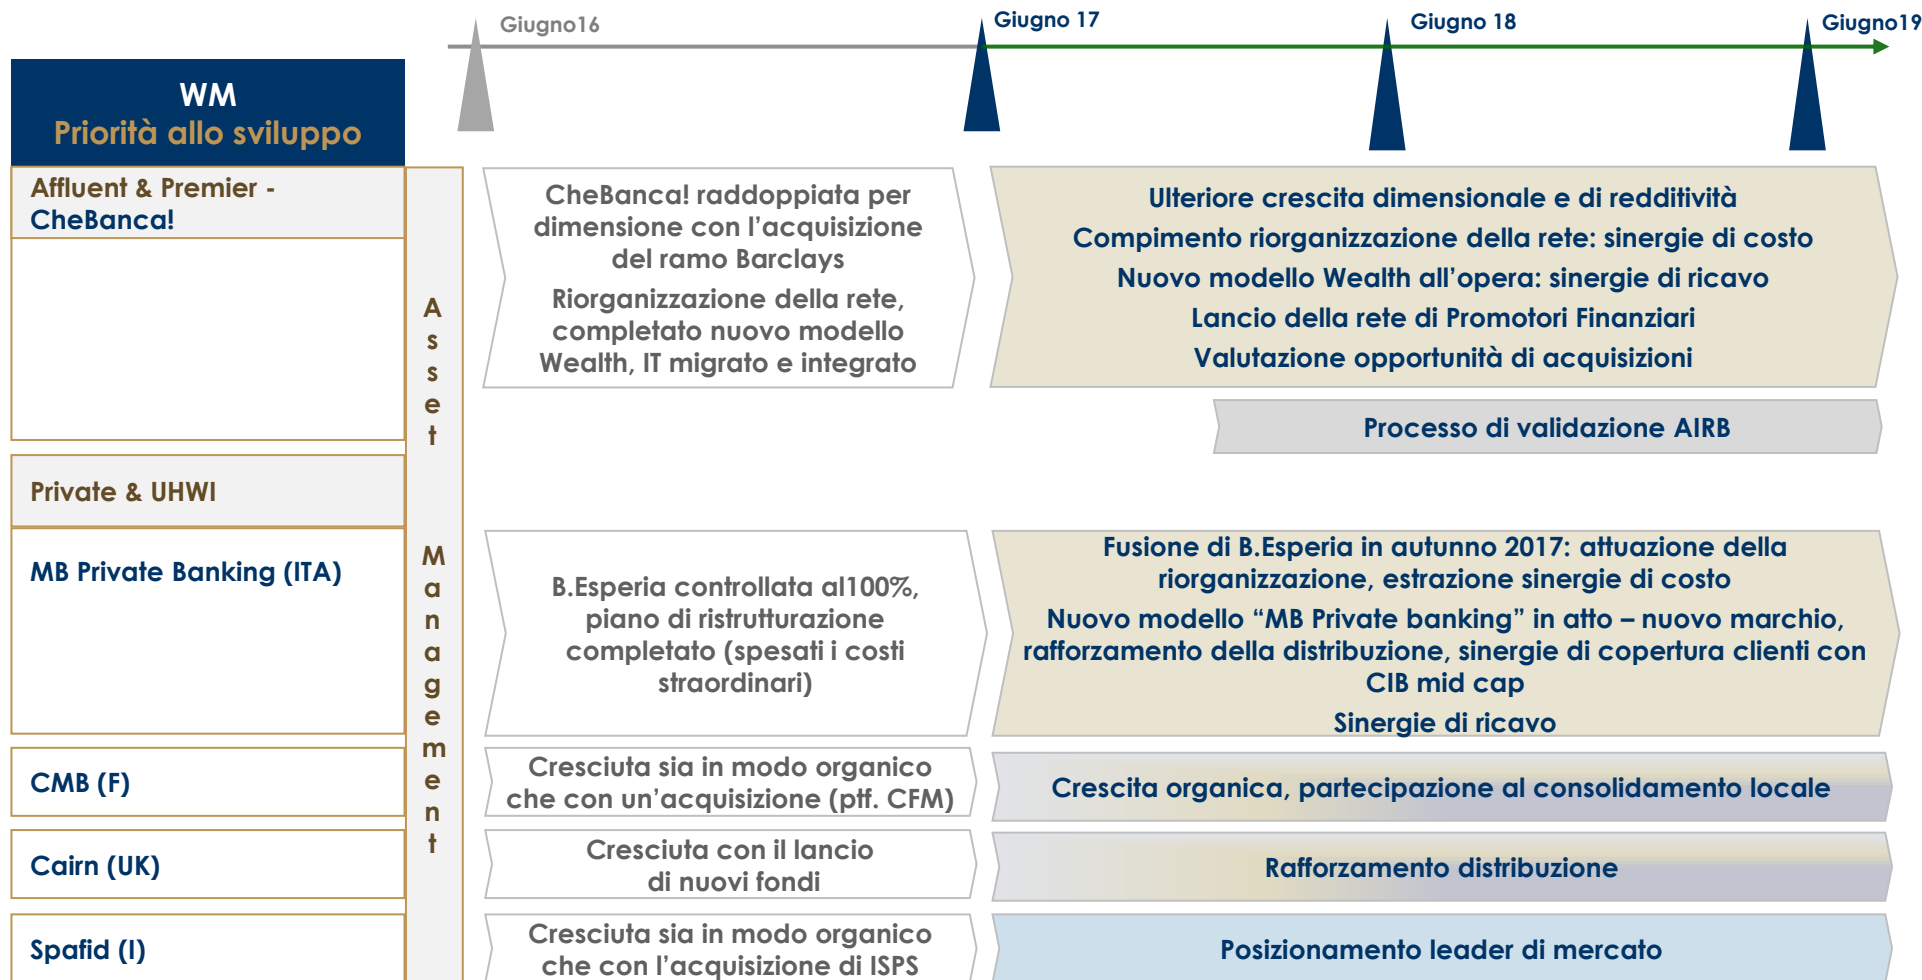 Giugno16
Giugno 17
Giugno 18
Giugno19
WM
Priorità allo sviluppo
Affluent & Premier -
CheBanca!
Asset Management
CheBanca! raddoppiata per
dimensione con l’acquisizione
del ramo Barclays
Riorganizzazione della rete,
completato nuovo modello
Wealth, IT migrato e integrato
Ulteriore crescita dimensionale e di redditività
Compimento riorganizzazione della rete: sinergie di costo
Nuovo modello Wealth all’opera: sinergie di ricavo
Lancio della rete di Promotori Finanziari
Valutazione opportunità di acquisizioni
Processo di validazione AIRB
Private & UHWI
MB Private Banking (ITA)
B.Esperia controllata al100%,
piano di ristrutturazione
completato (spesati i costi
straordinari)
Fusione di B.Esperia in autunno 2017: attuazione della
riorganizzazione, estrazione sinergie di costo
Nuovo modello “MB Private banking” in atto – nuovo marchio,
rafforzamento della distribuzione, sinergie di copertura clienti con
CIB mid cap
Sinergie di ricavo
CMB (F)
Cresciuta sia in modo organico
che con un’acquisizione (ptf. CFM)
Crescita organica, partecipazione al consolidamento locale
Cairn (UK)
Cresciuta con il lancio
di nuovi fondi
Rafforzamento distribuzione
Spafid (I)
Cresciuta sia in modo organico
che con l’acquisizione di ISPS
Posizionamento leader di mercato